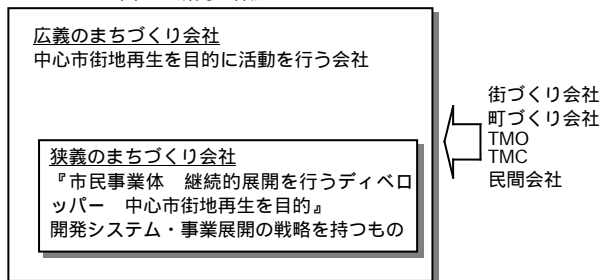 広義のまちづくり会社
中心市街地再生を目的に活動を行う会社
街づくり会社
町づくり会社
TMO
TMC
民間会社
狭義のまちづくり会社
『市民事業体　継続的展開を行うディベロ
ッパー　中心市街地再生を目的』
開発システム・事業展開の戦略を持つもの